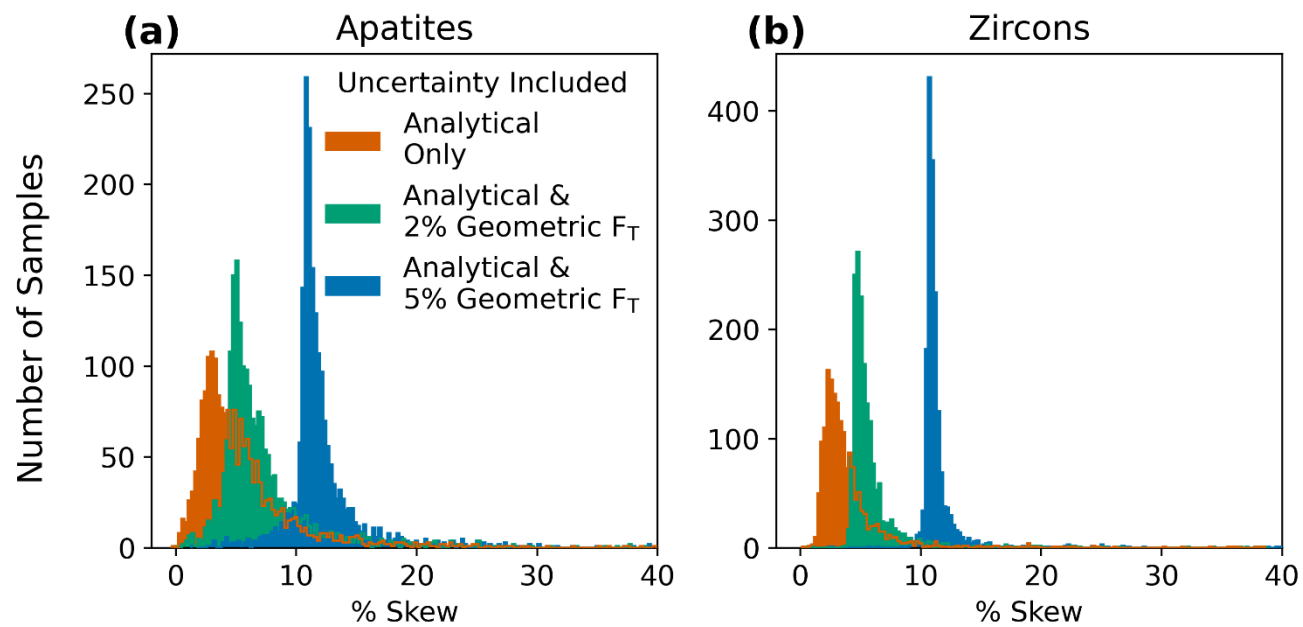 (a) Apatites
Uncertainty Included
Analytical
Only
Analytical &
2% Geometric F_T
Analytical &
5% Geometric F_T
Number of Samples
250
200
150
100
50
0
0 10 20 30 40
% Skew
(b) Zircons
400
300
200
100
0
0 10 20 30 40
% Skew